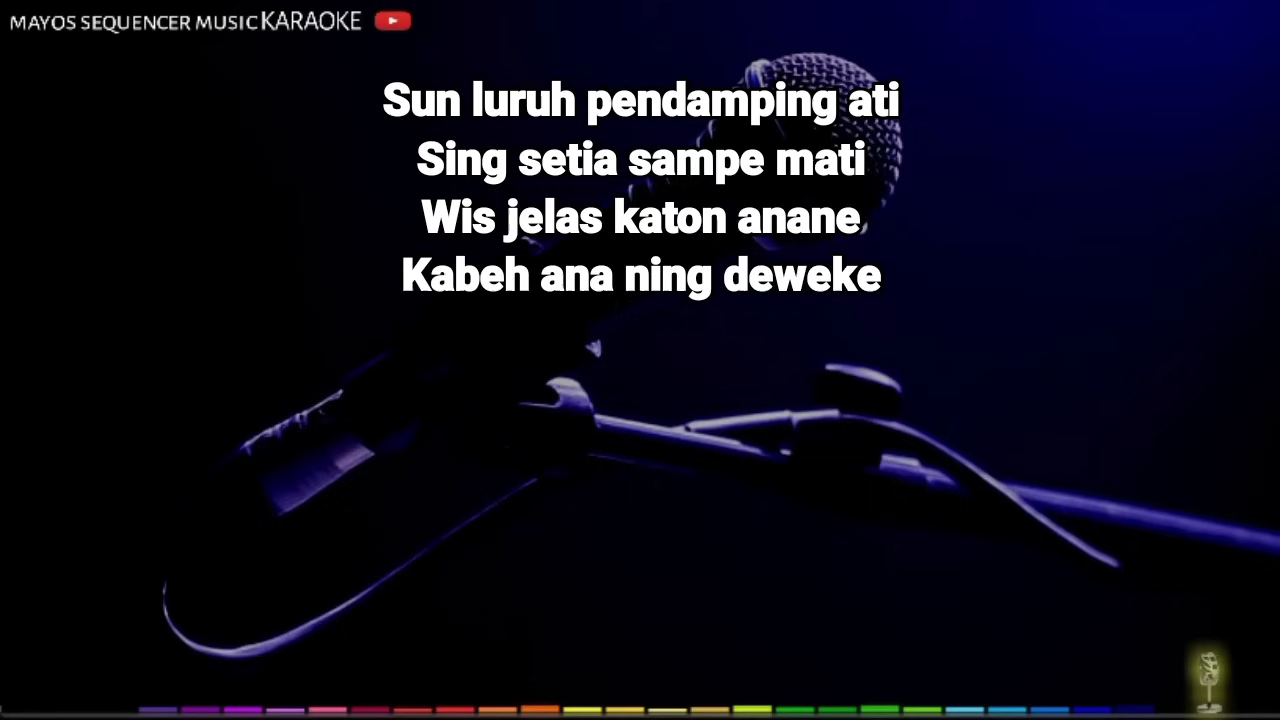 MAYOS SEQUENCER MUSIC KARAOKE
Sun luruh pendamping ati
Sing setia sampe mati
Wis jelas katon anane
Kabeh ana ning deweke